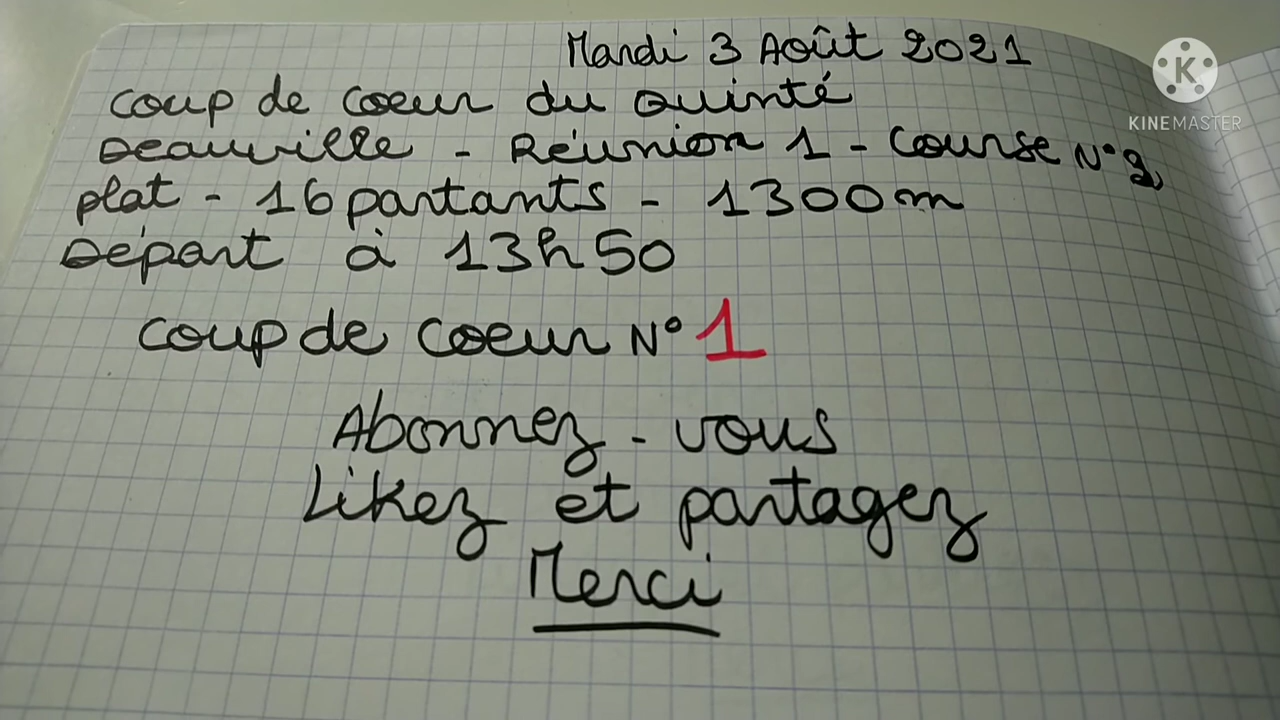 Mardi 3 Août 2021
KINEMASTER
coup de coeur du Quinté
Deauville - Réunion 1 - Course N° 2
plat - 16 partants - 1300m
Départ à 13h50
coup de coeur N° 1
Abonnez-vous
Likez et partagez
Merci